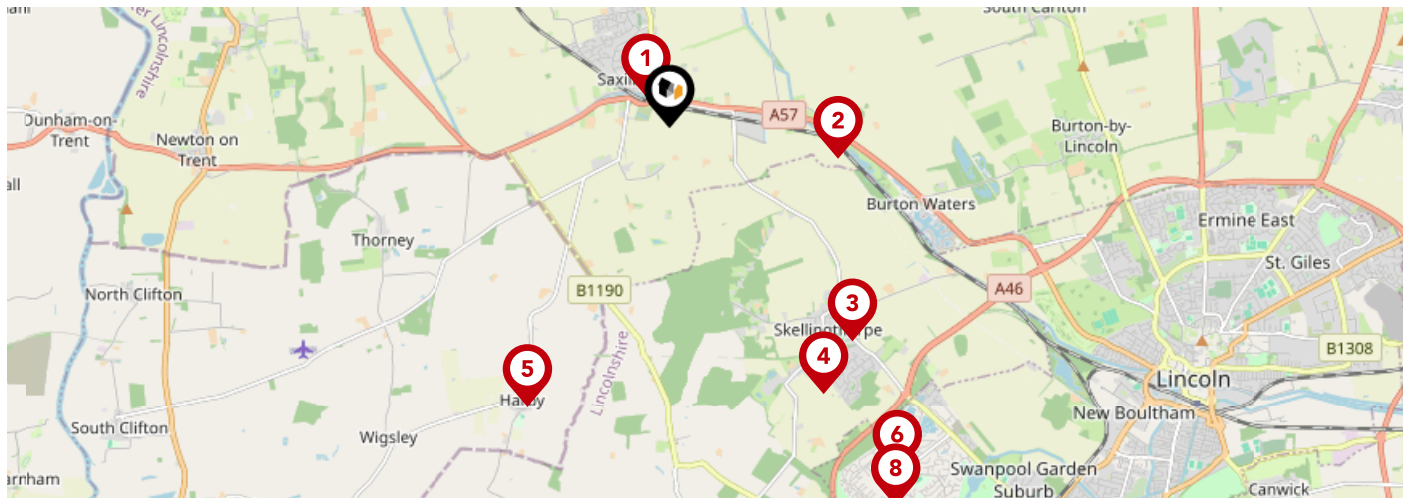 South Carlton
1
Saxil
A57
2
Dunham-on-
Trent
Newton on
Trent
Burton-by-
Lincoln
Burton Waters
Ermine East
Thorney
St. Giles
North Clifton
B1190
A46
3
Skellingthorpe
B1308
4
5
Lincolnshire
Lincoln
Harby
New Boultham
South Clifton
Wigsley
6
8
Swanpool Garden
Suburb
Canwick